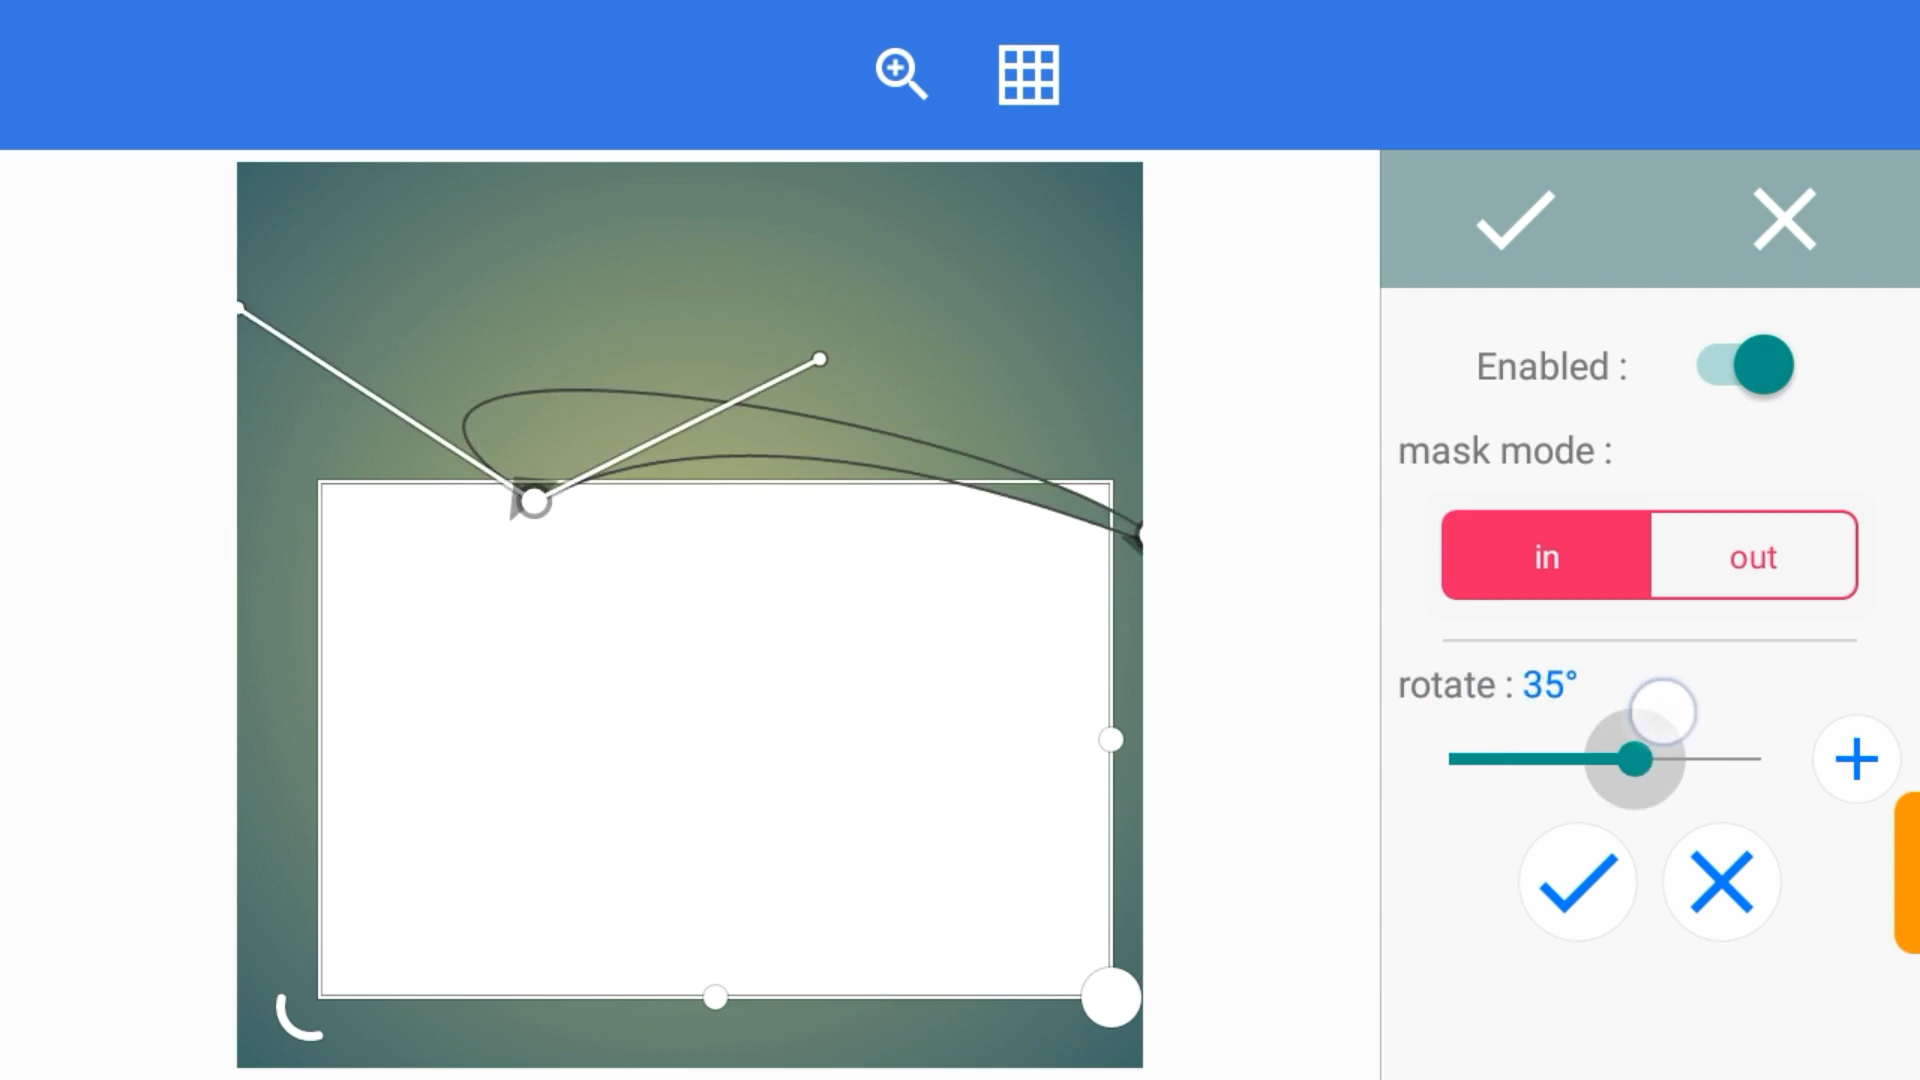 Enabled :
mask mode :
in out
rotate : 35°